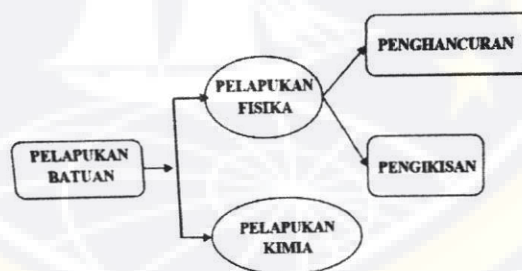 PENGHANCURAN
PELAPUKAN
FISIKA
PELAPUKAN
BATUAN
PENGIKISAN
PELAPUKAN
KIMIA